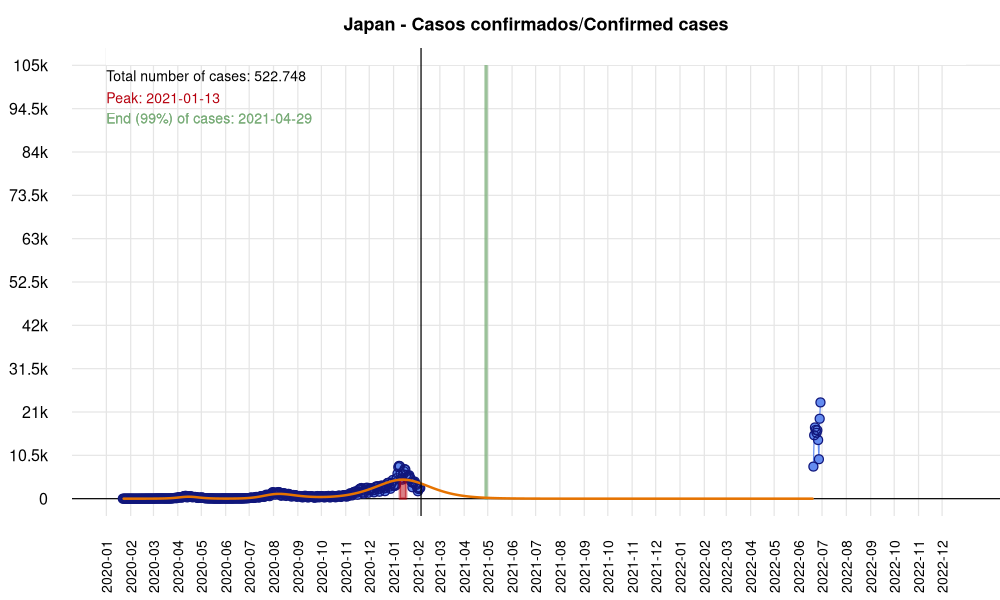 Japan - Casos confirmados/Confirmed cases
Total number of cases: 522.748
Peak: 2021-01-13
End (99%) of cases: 2021-04-29
105k
94.5k
84k
73.5k
63k
52.5k
42k
31.5k
21k
10.5k
0
2020-01
2020-02
2020-03
2020-04
2020-05
2020-06
2020-07
2020-08
2020-09
2020-10
2020-11
2020-12
2021-01
2021-02
2021-03
2021-04
2021-05
2021-06
2021-07
2021-08
2021-09
2021-10
2021-11
2021-12
2022-01
2022-02
2022-03
2022-04
2022-05
2022-06
2022-07
2022-08
2022-09
2022-10
2022-11
2022-12